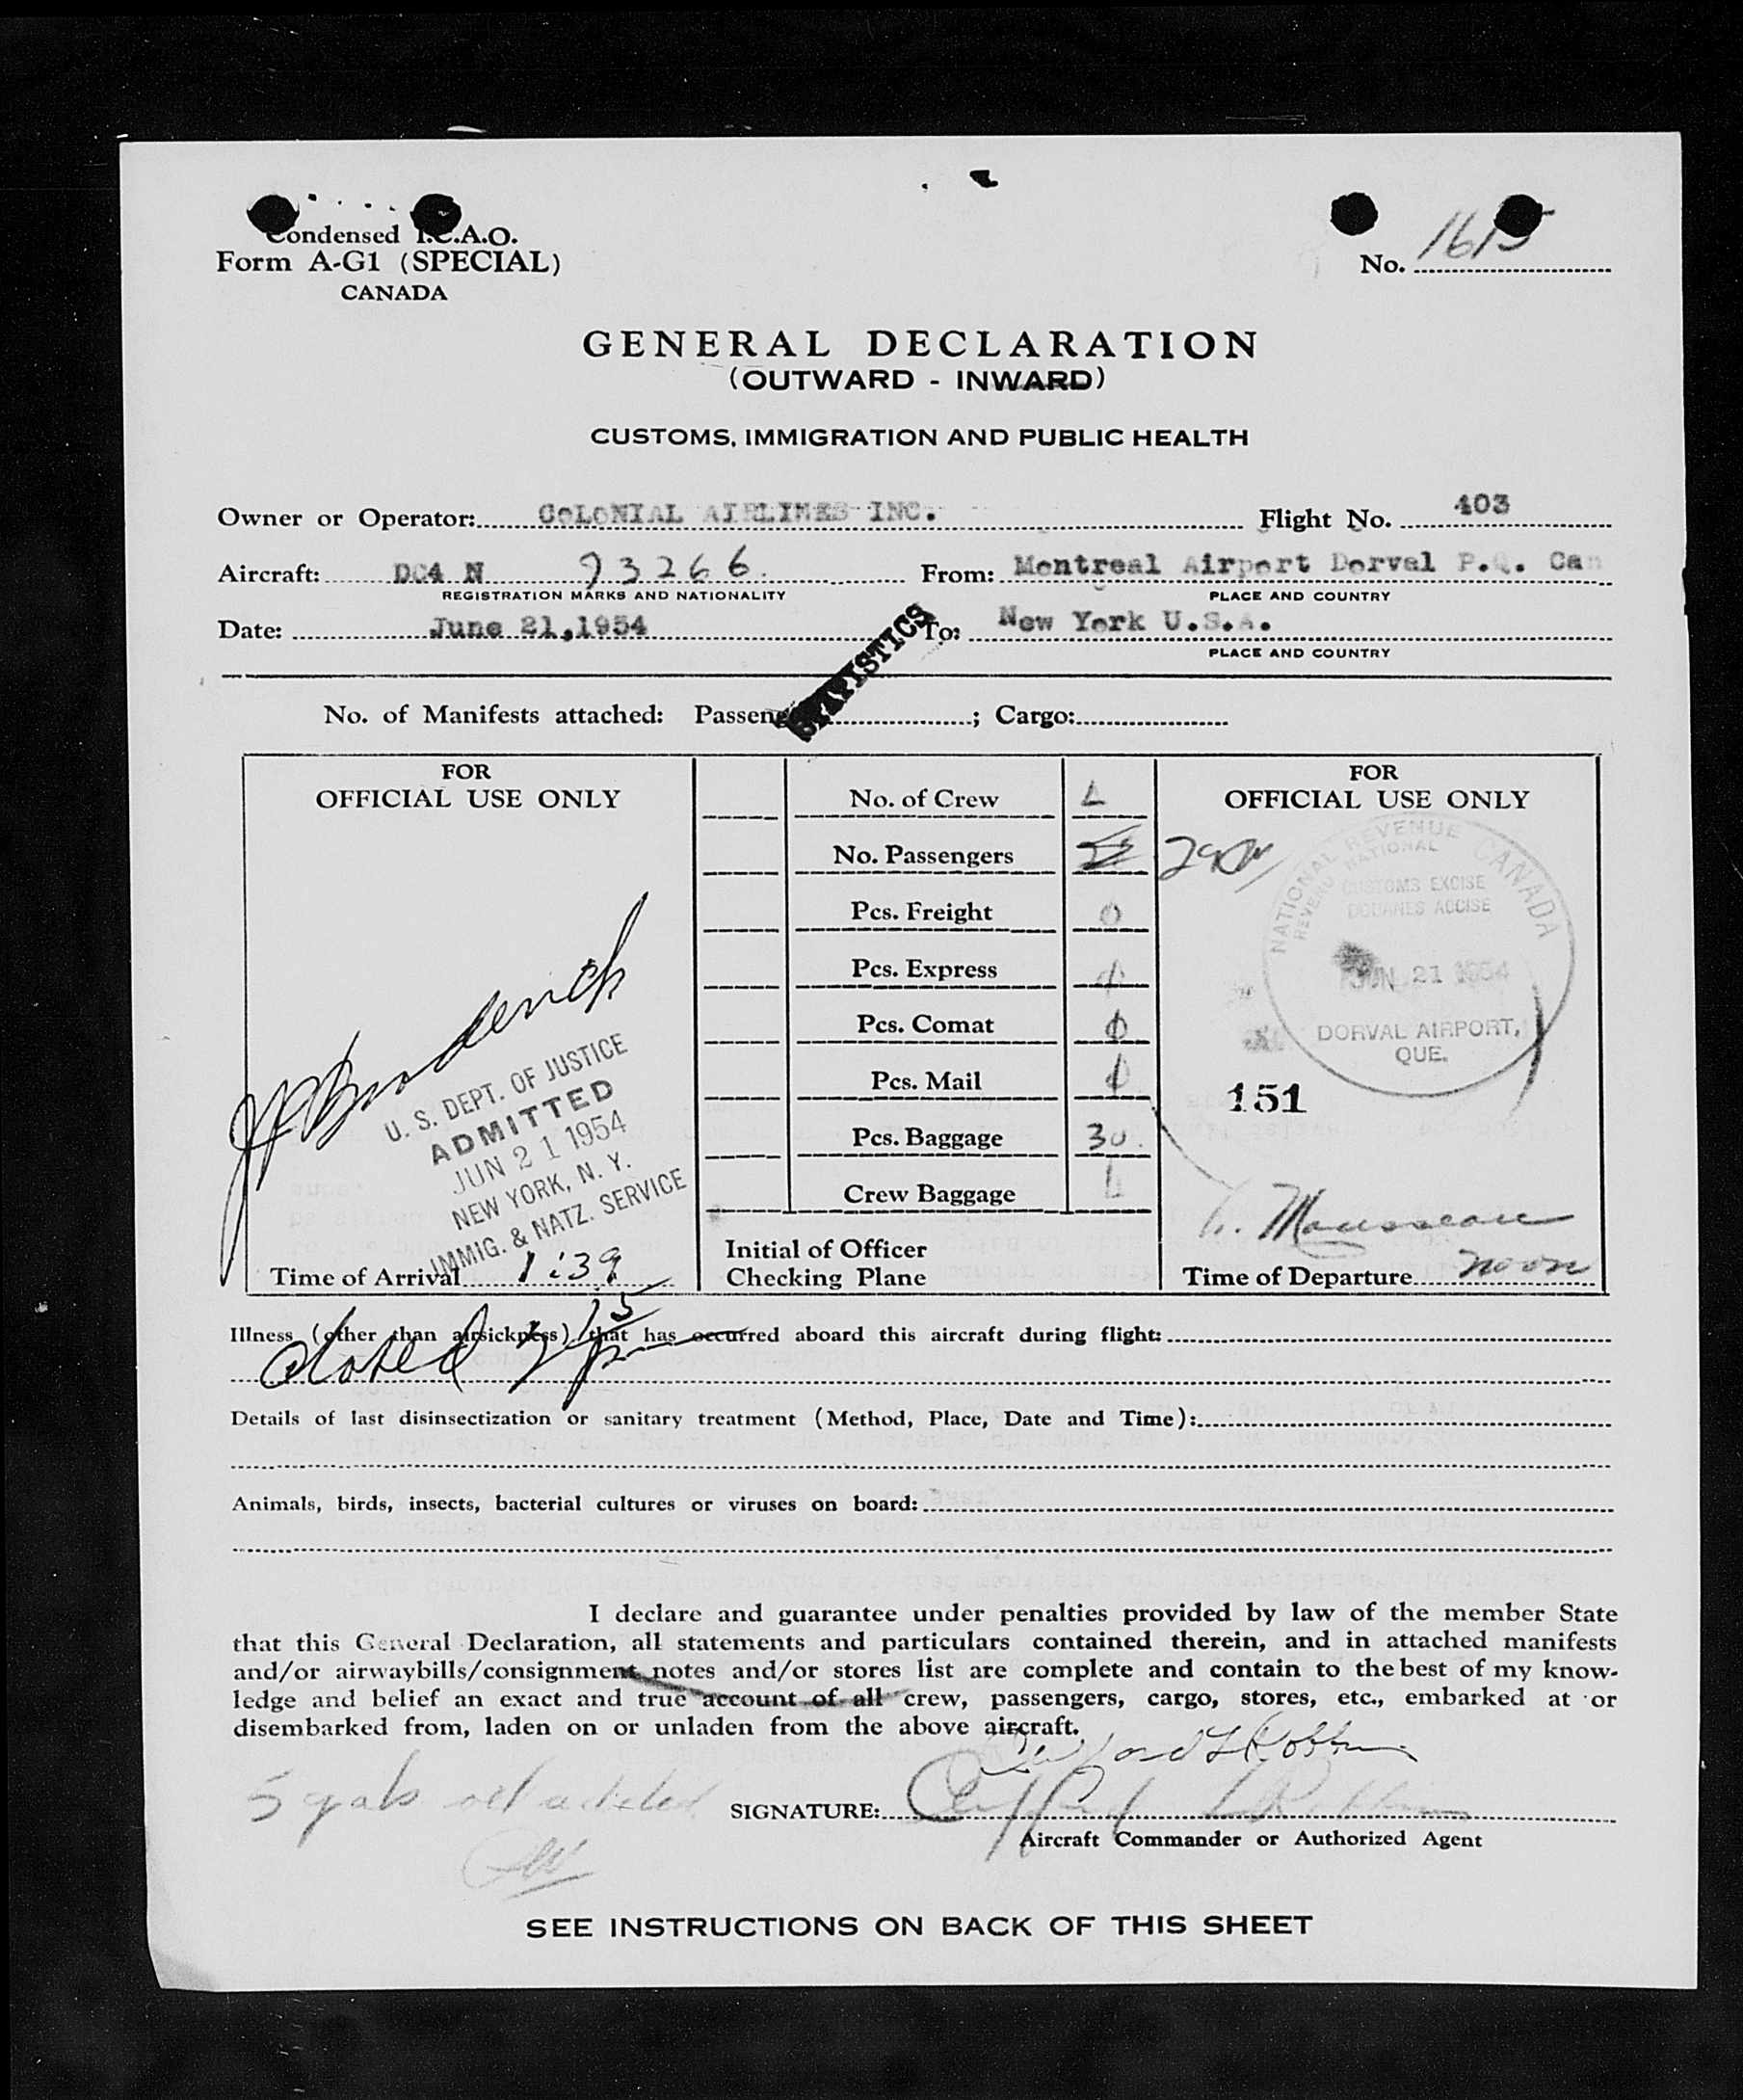 Condensed I.C.A.O.
Form A-G1 (SPECIAL)
CANADA
No. 1615
GENERAL DECLARATION
(OUTWARD - INWARD)
CUSTOMS, IMMIGRATION AND PUBLIC HEALTH
Owner or Operator: COLONIAL AIRLINES INC. Flight No. 403
Aircraft: DC4 N 93266 From: Montreal Airport Dorval P.Q. Can
REGISTRATION MARKS AND NATIONALITY PLACE AND COUNTRY
Date: June 21,1954 To: New York U.S.A.
PLACE AND COUNTRY
STATISTICS
No. of Manifests attached: Passenger ; Cargo:
FOR
OFFICIAL USE ONLY
J Broderick
U. S. DEPT. OF JUSTICE
ADMITTED
JUN 21 1954
NEW YORK, N. Y.
IMMIG. & NATZ. SERVICE
Time of Arrival 1:39
No. of Crew
No. Passengers
Pcs. Freight 0
Pcs. Express
Pcs. Comat
Pcs. Mail
Pcs. Baggage 30
Crew Baggage
Initial of Officer
Checking Plane
FOR
OFFICIAL USE ONLY
NATIONAL REVENUE CANADA
REVENU NATIONAL
CUSTOMS EXCISE
DOUANES ACCISE
JUN 21 1954
DORVAL AIRPORT,
QUE.
151
Mousseau
Time of Departure noon
Illness (other than airsickness) that has occurred aboard this aircraft during flight:
Details of last disinsectization or sanitary treatment (Method, Place, Date and Time):
Animals, birds, insects, bacterial cultures or viruses on board:
I declare and guarantee under penalties provided by law of the member State
that this General Declaration, all statements and particulars contained therein, and in attached manifests
and/or airwaybills/consignment notes and/or stores list are complete and contain to the best of my know-
ledge and belief an exact and true account of all crew, passengers, cargo, stores, etc., embarked at or
disembarked from, laden on or unladen from the above aircraft.
5 gals oil added
SIGNATURE:
Aircraft Commander or Authorized Agent
SEE INSTRUCTIONS ON BACK OF THIS SHEET